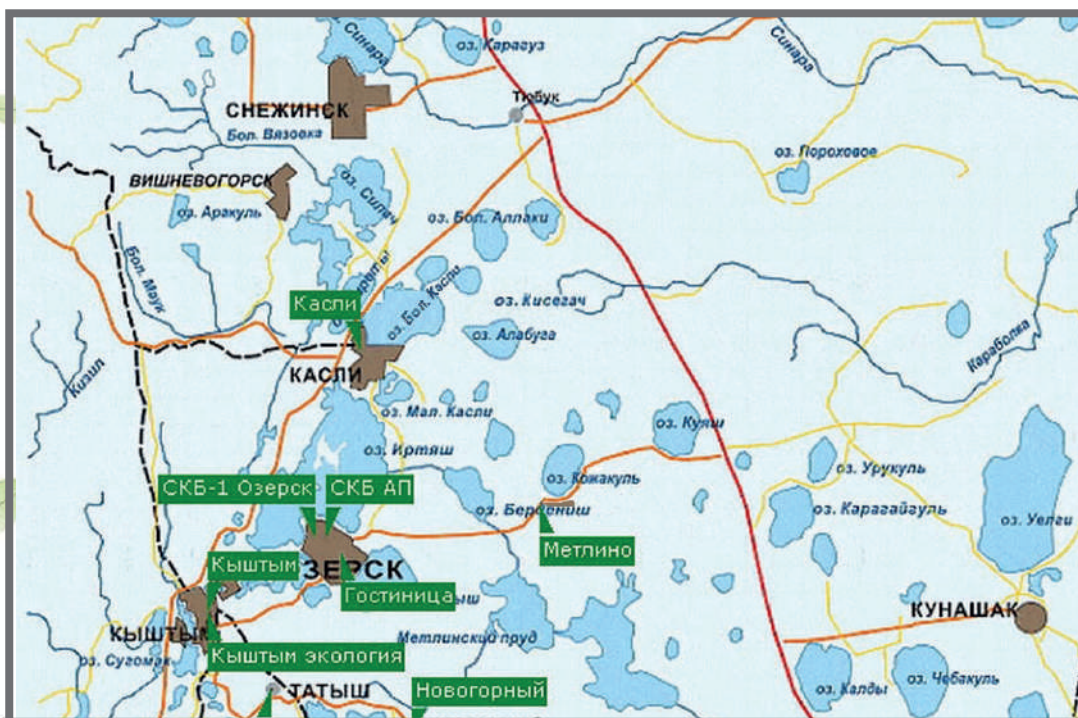 Синара
оз. Карагуз
Синара
Тюбук
СНЕЖИНСК
Бол. Вязовка
оз. Пороховое
ВИШНЕВОГОРСК
оз. Силач
оз. Аракуль
оз. Бол. Аллаки
Бол. Маук
оз. Бол. Касли
оз. Кисегач
Касли
оз. Алабуга
Караболка
Кизил
КАСЛИ
оз. Мал. Касли
оз. Куяш
оз. Иртяш
оз. Урукуль
оз. Кожакуль
СКБ-1 Озерск
СКБ АП
оз. Карагайгуль
оз. Бердениш
оз. Уелги
Метлино
Кыштым
ЗЕРСК
Гостиница
КУНАШАК
КЫШТЫМ
Метлинский пруд
оз. Сугомак
Кыштым экология
оз. Чебакуль
оз. Калды
ТАТЫШ
Новогорный